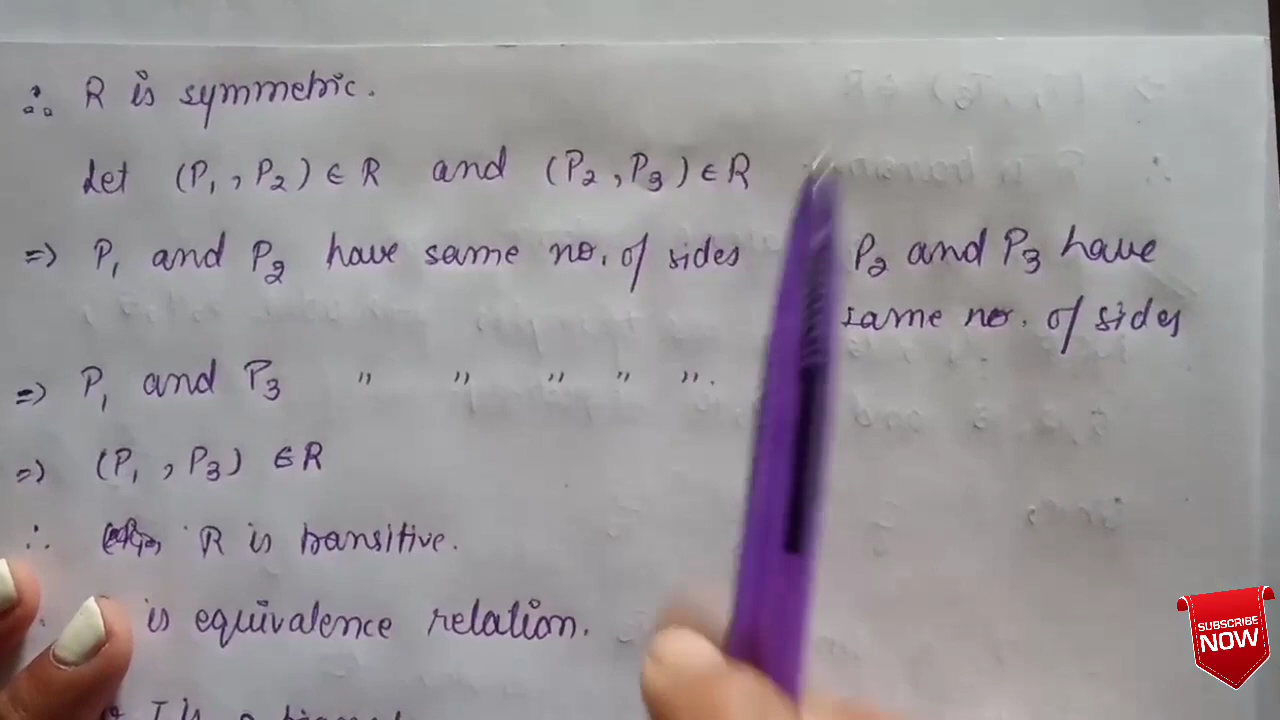 ∴ R is symmetric.
Let (P₁, P₂) ∈ R and (P₂, P₃) ∈ R
=> P₁ and P₂ have same no. of sides P₂ and P₃ have
same no. of sides
=> P₁ and P₃ " " " " ".
=> (P₁, P₃) ∈ R
∴ R is transitive.
is equivalence relation.
SUBSCRIBE
NOW